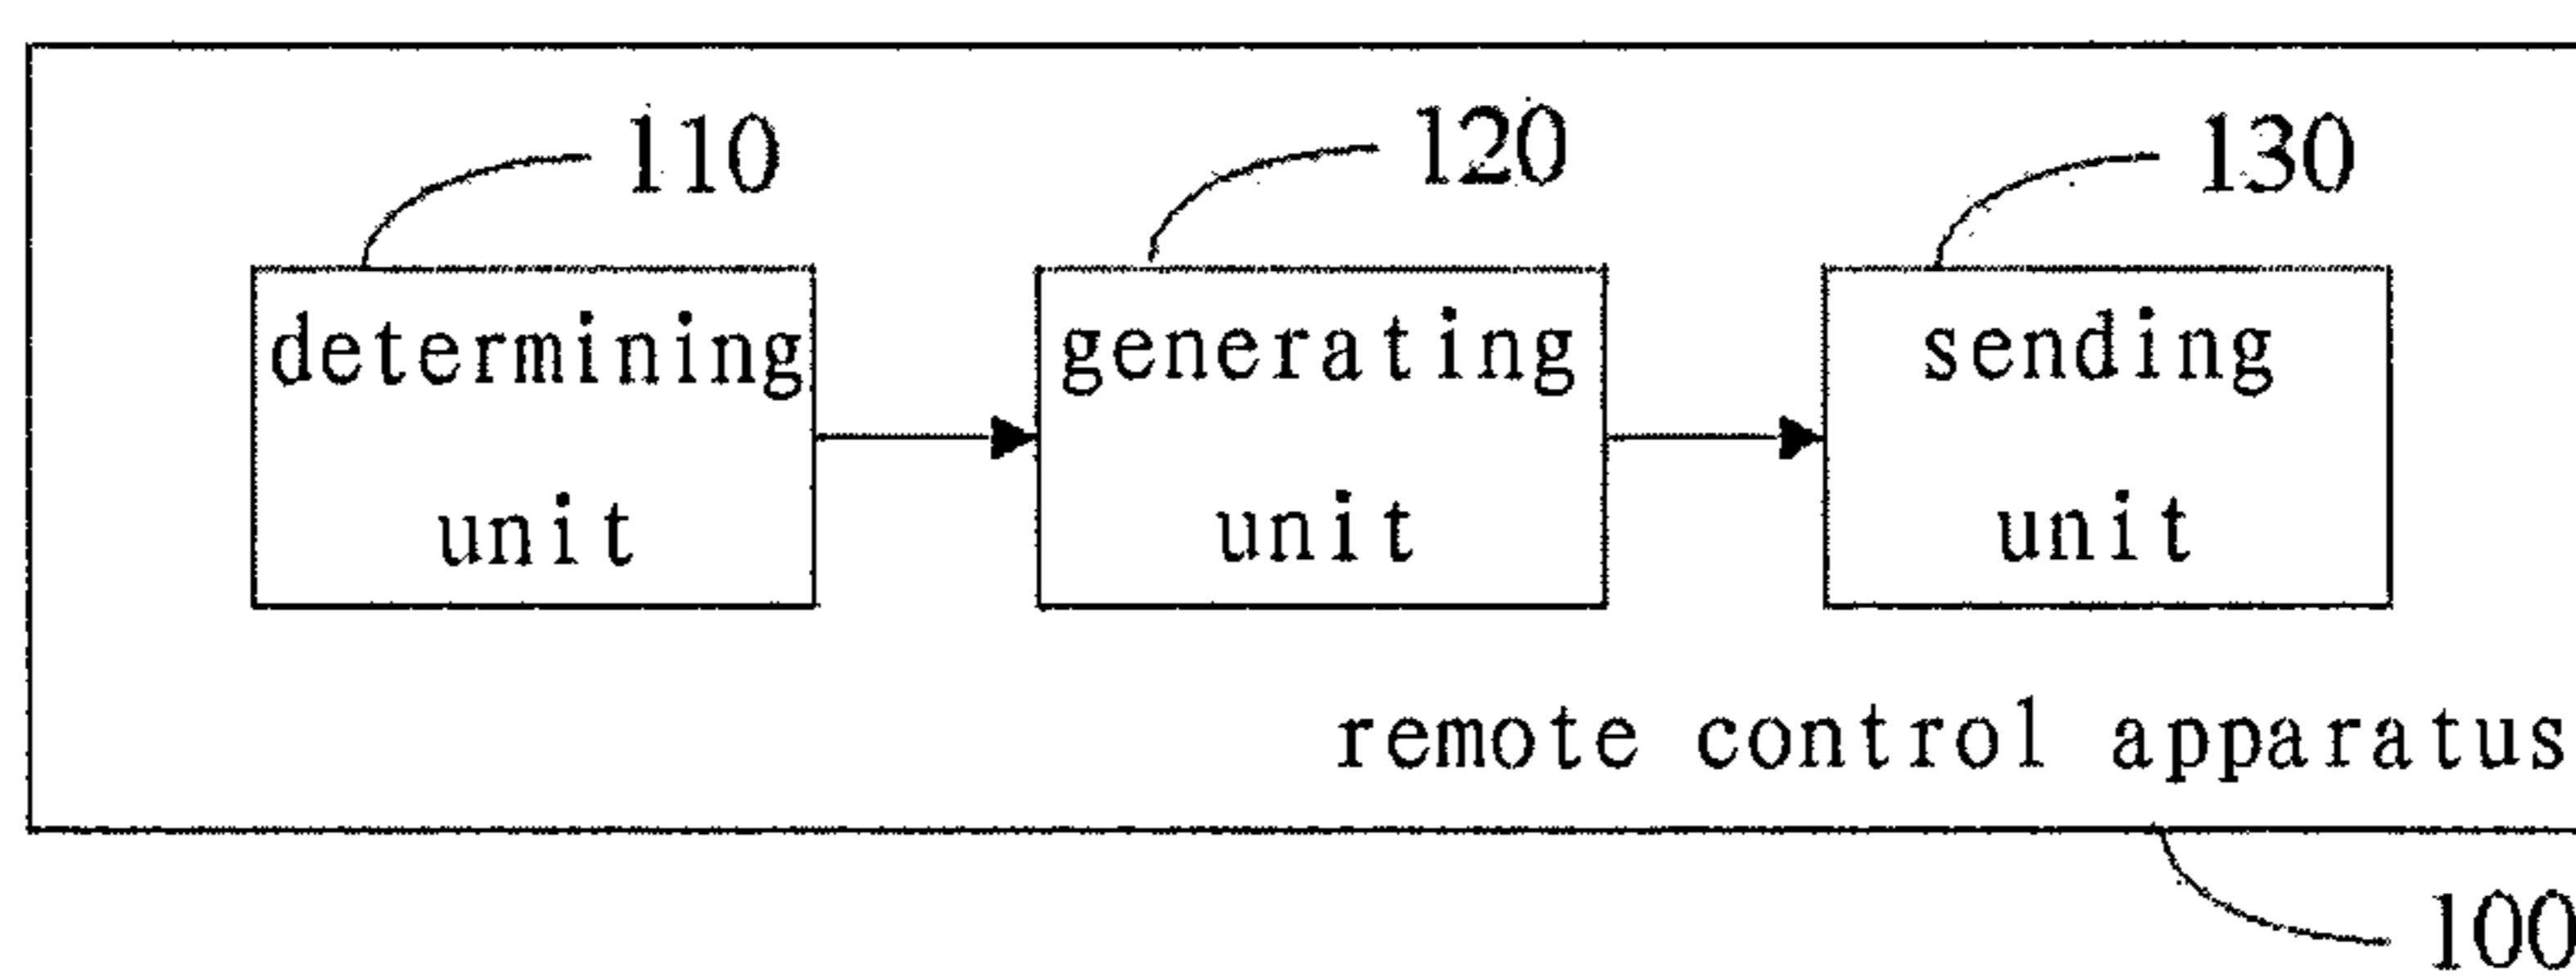 110 120 130
determining generating sending
unit unit unit
remote control apparatus
100